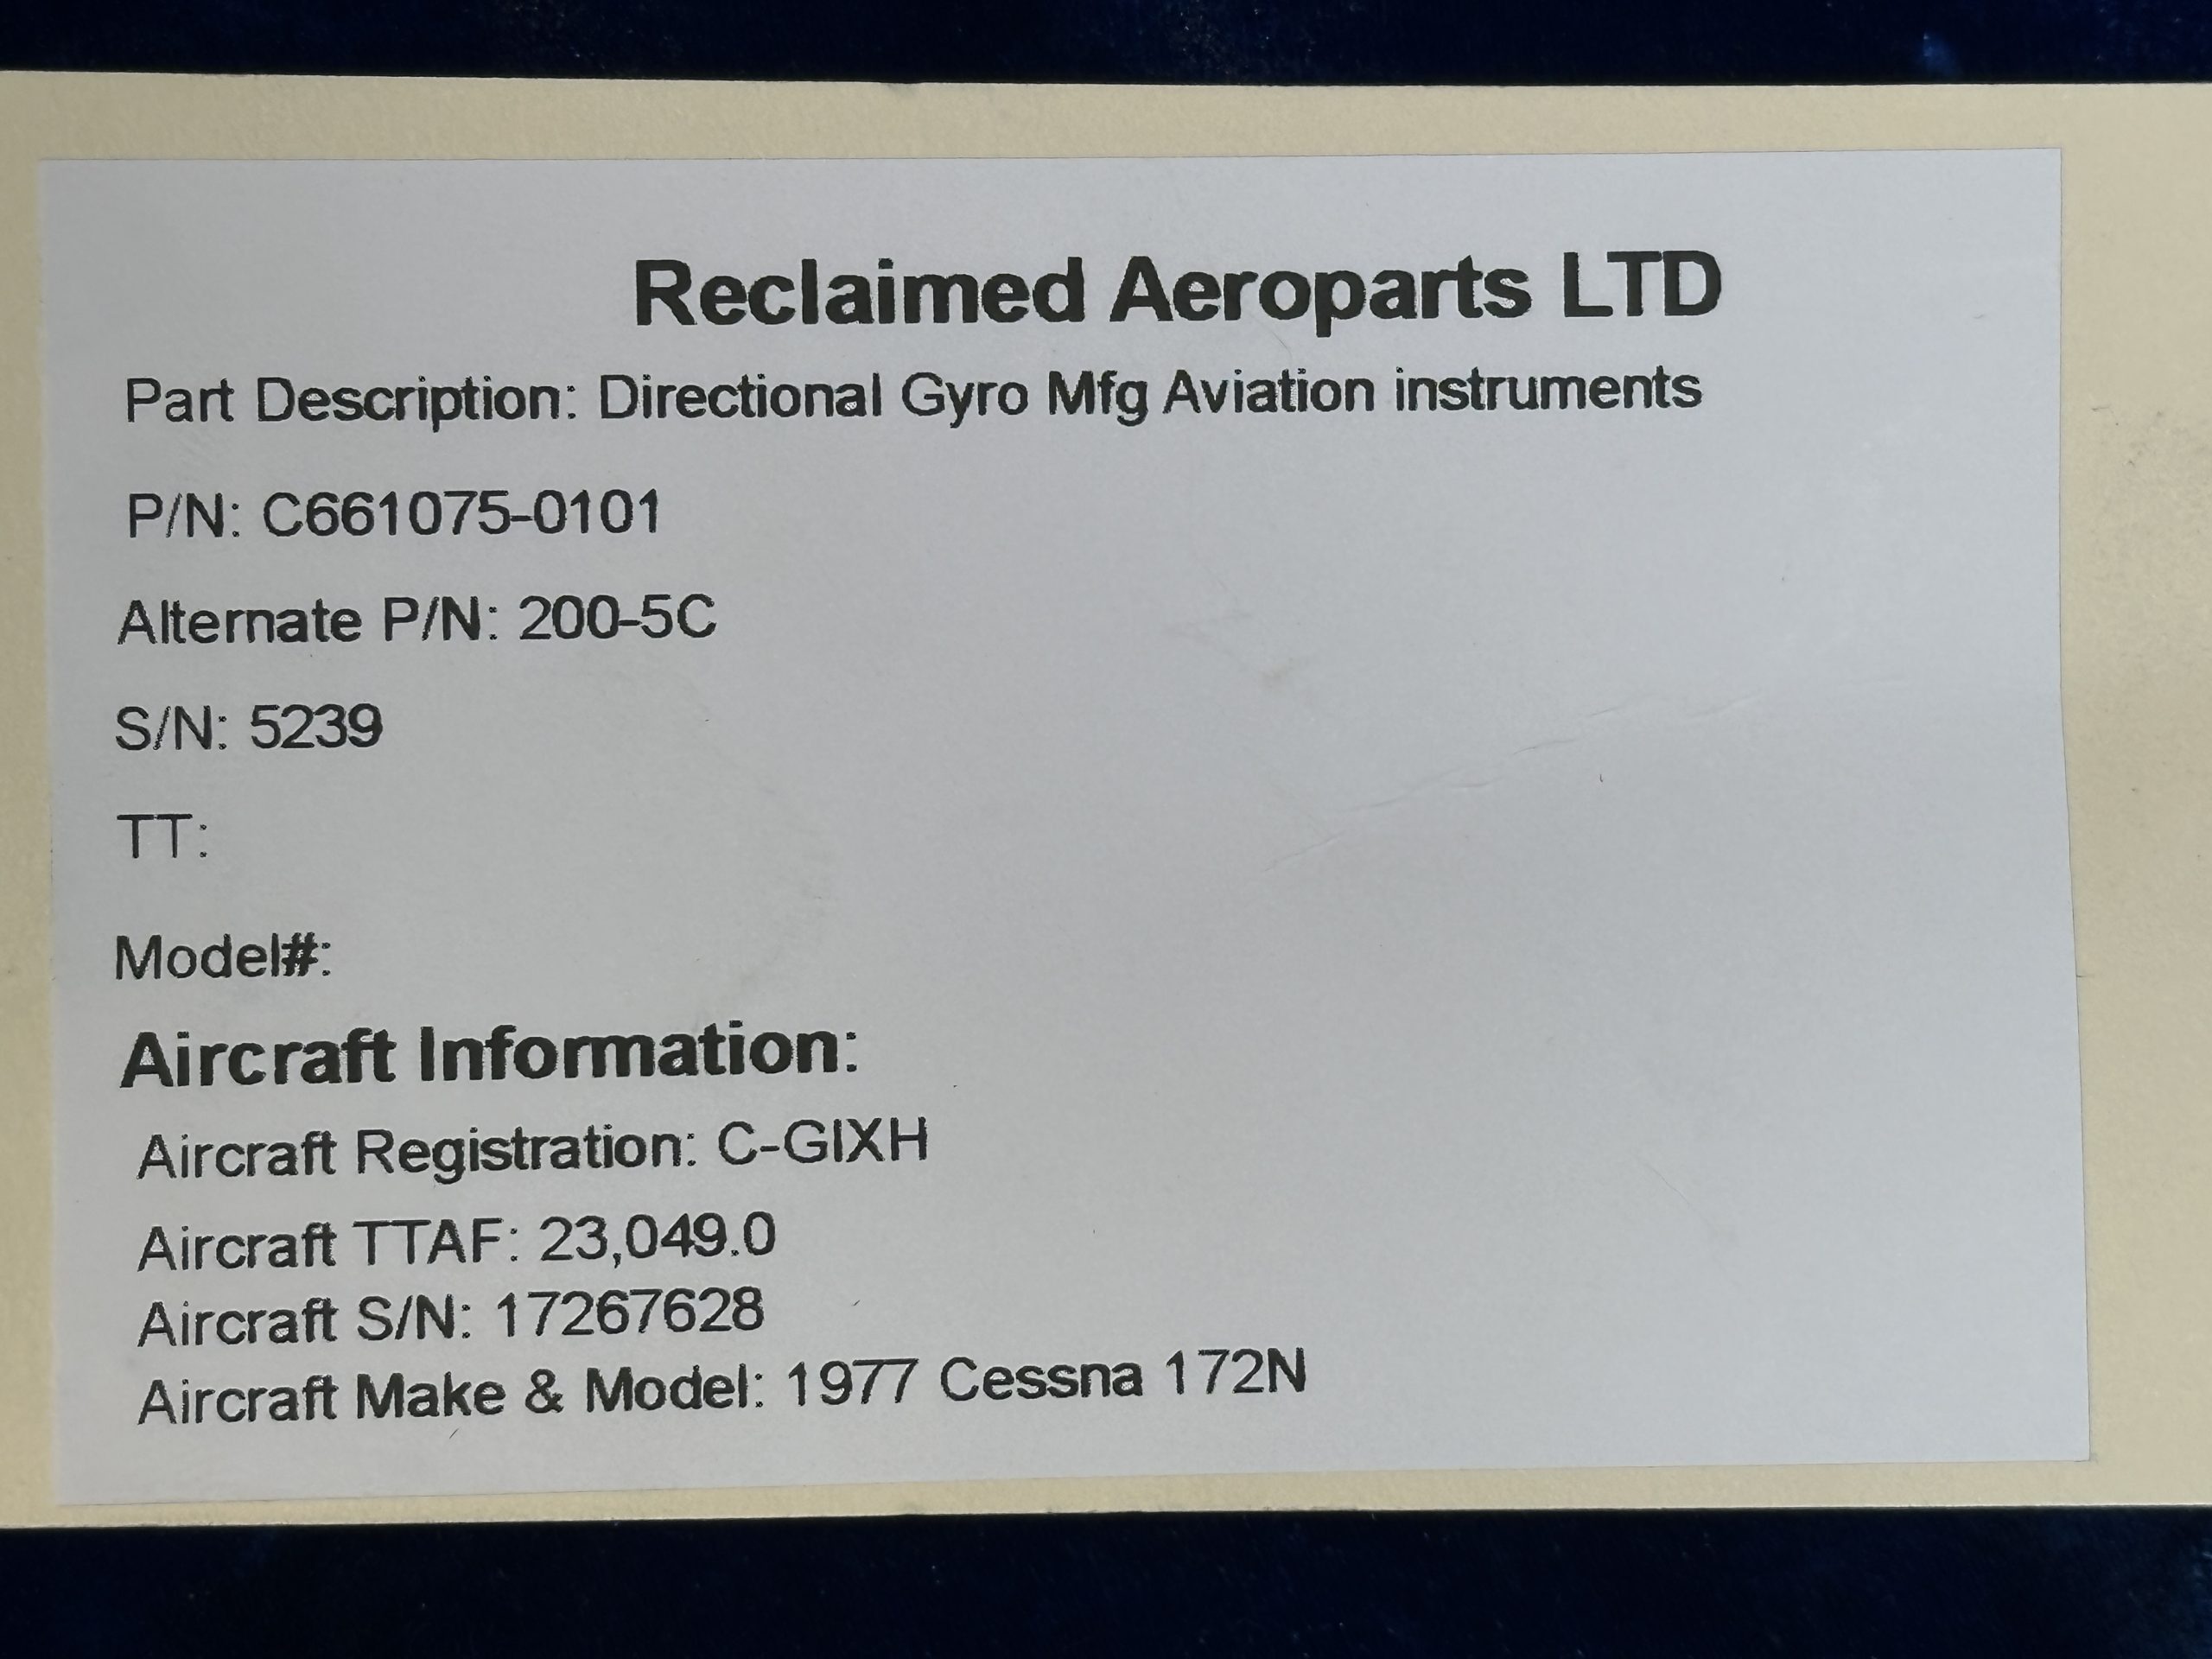 Reclaimed Aeroparts LTD
Part Description: Directional Gyro Mfg Aviation instruments
P/N: C661075-0101
Alternate P/N: 200-5C
S/N: 5239
TT:
Model#:
Aircraft Information:
Aircraft Registration: C-GIXH
Aircraft TTAF: 23,049.0
Aircraft S/N: 17267628
Aircraft Make & Model: 1977 Cessna 172N